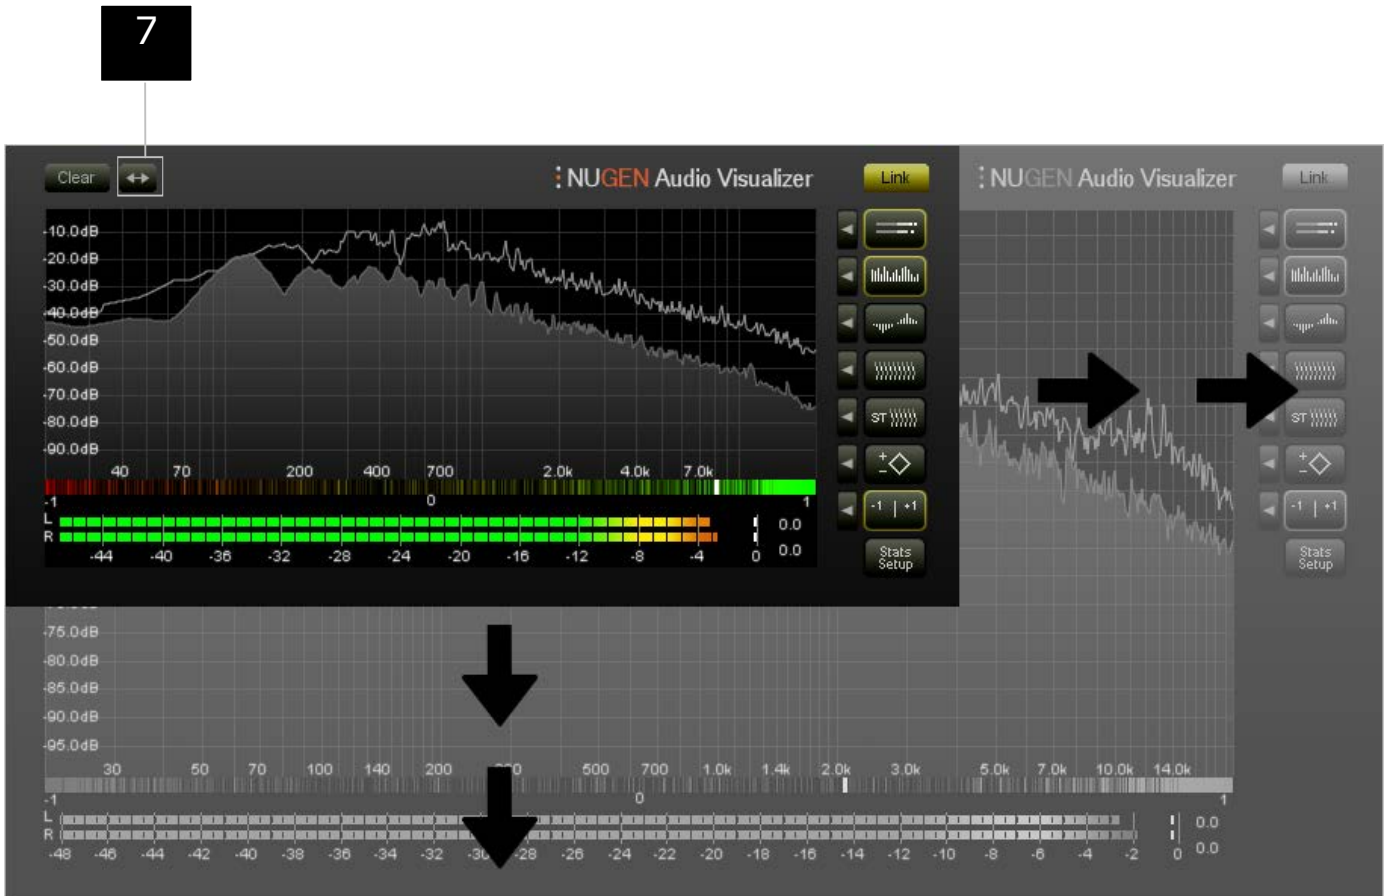 7
Clear
NUGEN Audio Visualizer
Link
NUGEN Audio Visualizer
Link
-10.0dB
-20.0dB
-30.0dB
-40.0dB
-50.0dB
-60.0dB
-70.0dB
-80.0dB
-90.0dB
40 70 200 400 700 2.0k 4.0k 7.0k
-1 0 1
L 0.0
R
-44 -40 -36 -32 -28 -24 -20 -16 -12 -8 -4 0 0.0
ST
+
-
-1 | +1
Stats
Setup
ST
+
-
-1 | +1
Stats
Setup
-75.0dB
-80.0dB
-85.0dB
-90.0dB
-95.0dB
30 50 70 100 140 200 500 700 1.0k 1.4k 2.0k 3.0k 5.0k 7.0k 10.0k 14.0k
-1 0 1
L 0.0
R
-48 -46 -44 -42 -40 -38 -36 -34 -32 -28 -26 -24 -22 -20 -18 -16 -14 -12 -10 -8 -6 -4 -2 0 0.0